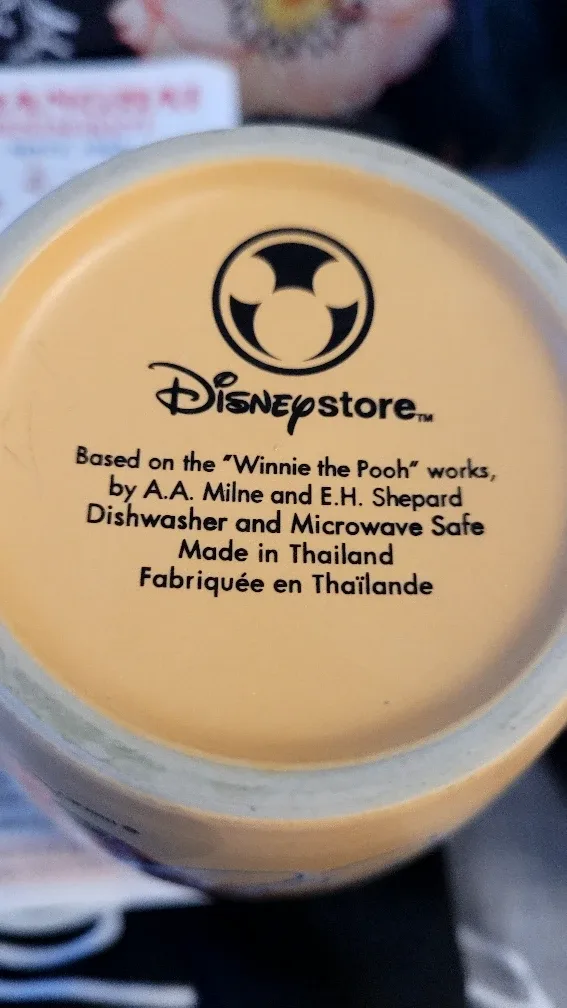 Disneystore™
Based on the "Winnie the Pooh" works,
by A.A. Milne and E.H. Shepard
Dishwasher and Microwave Safe
Made in Thailand
Fabriquée en Thaïlande